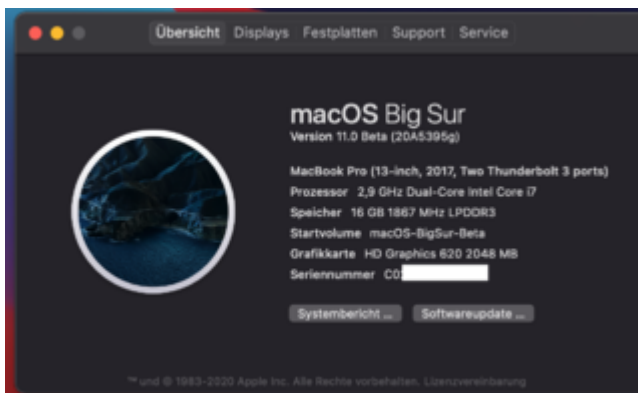 Übersicht Displays Festplatten Support Service
macOS Big Sur
Version 11.0 Beta (20A5395g)
MacBook Pro (13-inch, 2017, Two Thunderbolt 3 ports)
Prozessor 2,9 GHz Dual-Core Intel Core i7
Speicher 16 GB 1867 MHz LPDDR3
Startvolume macOS-BigSur-Beta
Grafikkarte HD Graphics 620 2048 MB
Seriennummer C0
Systembericht ... Softwareupdate ...
™ und © 1983-2020 Apple Inc. Alle Rechte vorbehalten. Lizenzvereinbarung